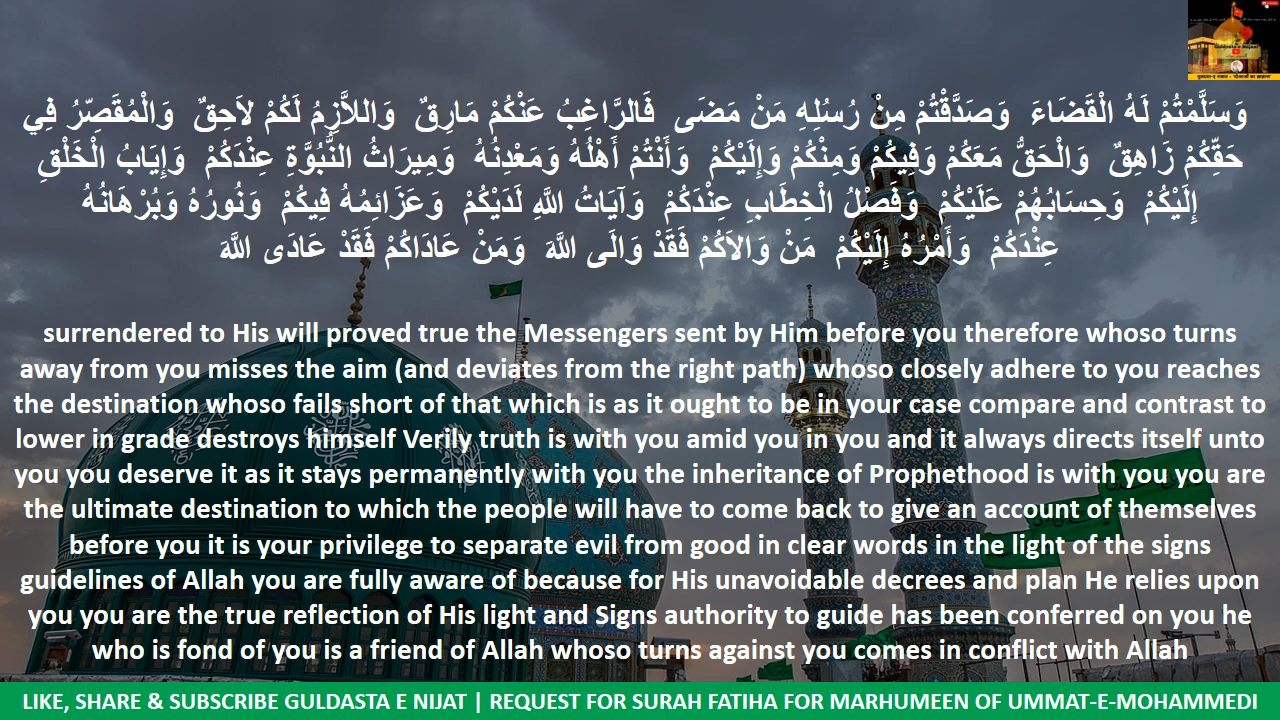 Guldasta e Nijaat
وَسَلَّمْتُمْ لَهُ الْقَضَاءَ وَصَدَّقْتُمْ مِنْ رُسُلِهِ مَنْ مَضَى فَالرَّاغِبُ عَنْكُمْ مَارِقٌ وَاللاَّزِمُ لَكُمْ لاَحِقٌ وَالْمُقَصِّرُ فِي
حَقِّكُمْ زَاهِقٌ وَالْحَقُّ مَعَكُمْ وَفِيكُمْ وَمِنْكُمْ وَإِلَيْكُمْ وَأَنْتُمْ أَهْلُهُ وَمَعْدِنُهُ وَمِيرَاثُ النُّبُوَّةِ عِنْدَكُمْ وَإِيَابُ الْخَلْقِ
إِلَيْكُمْ وَحِسَابُهُمْ عَلَيْكُمْ وَفَصْلُ الْخِطَابِ عِنْدَكُمْ وَآيَاتُ اللَّهِ لَدَيْكُمْ وَعَزَائِمُهُ فِيكُمْ وَنُورُهُ وَبُرْهَانُهُ
عِنْدَكُمْ وَأَمْرُهُ إِلَيْكُمْ مَنْ وَالاَكُمْ فَقَدْ وَالَى اللَّهَ وَمَنْ عَادَاكُمْ فَقَدْ عَادَى اللَّهَ
surrendered to His will proved true the Messengers sent by Him before you therefore whoso turns
away from you misses the aim (and deviates from the right path) whoso closely adhere to you reaches
the destination whoso fails short of that which is as it ought to be in your case compare and contrast to
lower in grade destroys himself Verily truth is with you amid you in you and it always directs itself unto
you you deserve it as it stays permanently with you the inheritance of Prophethood is with you you are
the ultimate destination to which the people will have to come back to give an account of themselves
before you it is your privilege to separate evil from good in clear words in the light of the signs
guidelines of Allah you are fully aware of because for His unavoidable decrees and plan He relies upon
you you are the true reflection of His light and Signs authority to guide has been conferred on you he
who is fond of you is a friend of Allah whoso turns against you comes in conflict with Allah
LIKE, SHARE & SUBSCRIBE GULDASTA E NIJAT | REQUEST FOR SURAH FATIHA FOR MARHUMEEN OF UMMAT-E-MOHAMMEDI